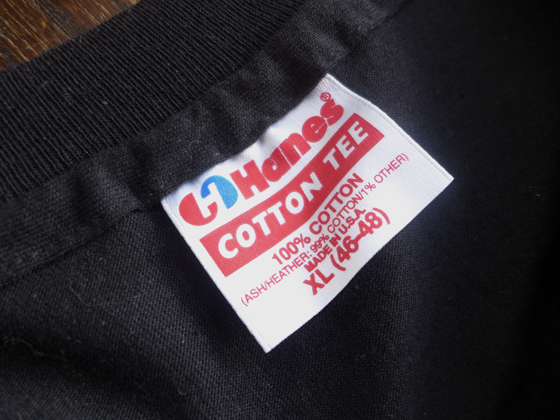 Hanes®
COTTON TEE
100% COTTON
(ASH/HEATHER: 99% COTTON/1% OTHER)
MADE IN U.S.A.
XL (46-48)